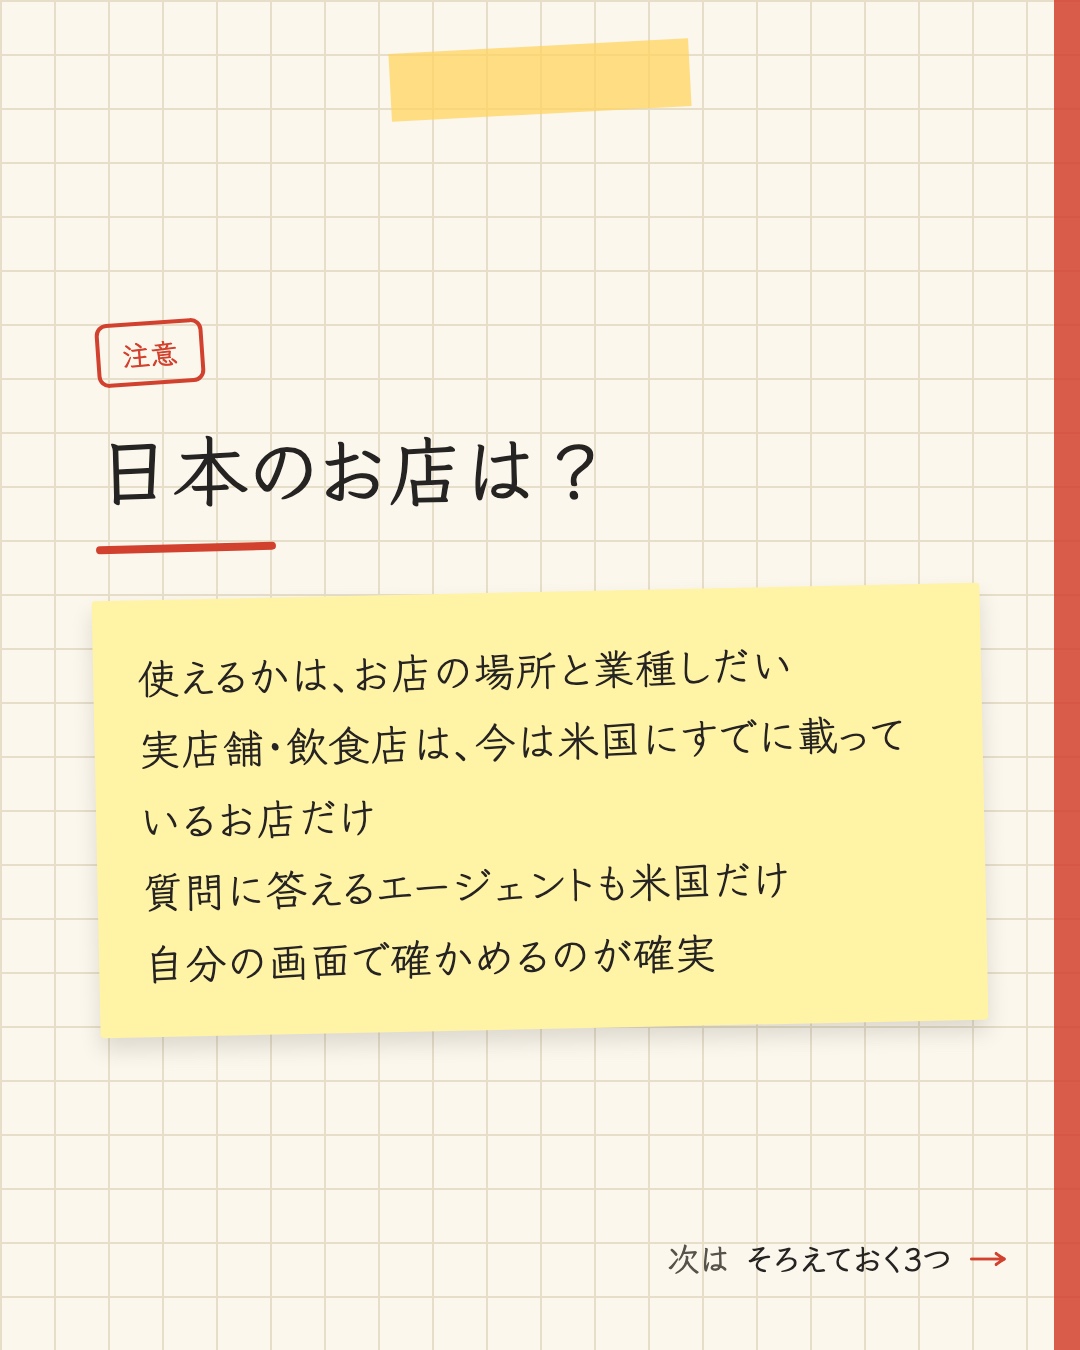 注意
日本のお店は？
使えるかは、お店の場所と業種しだい
実店舗・飲食店は、今は米国にすでに載って
いるお店だけ
質問に答えるエージェントも米国だけ
自分の画面で確かめるのが確実
次は そろえておく3つ →